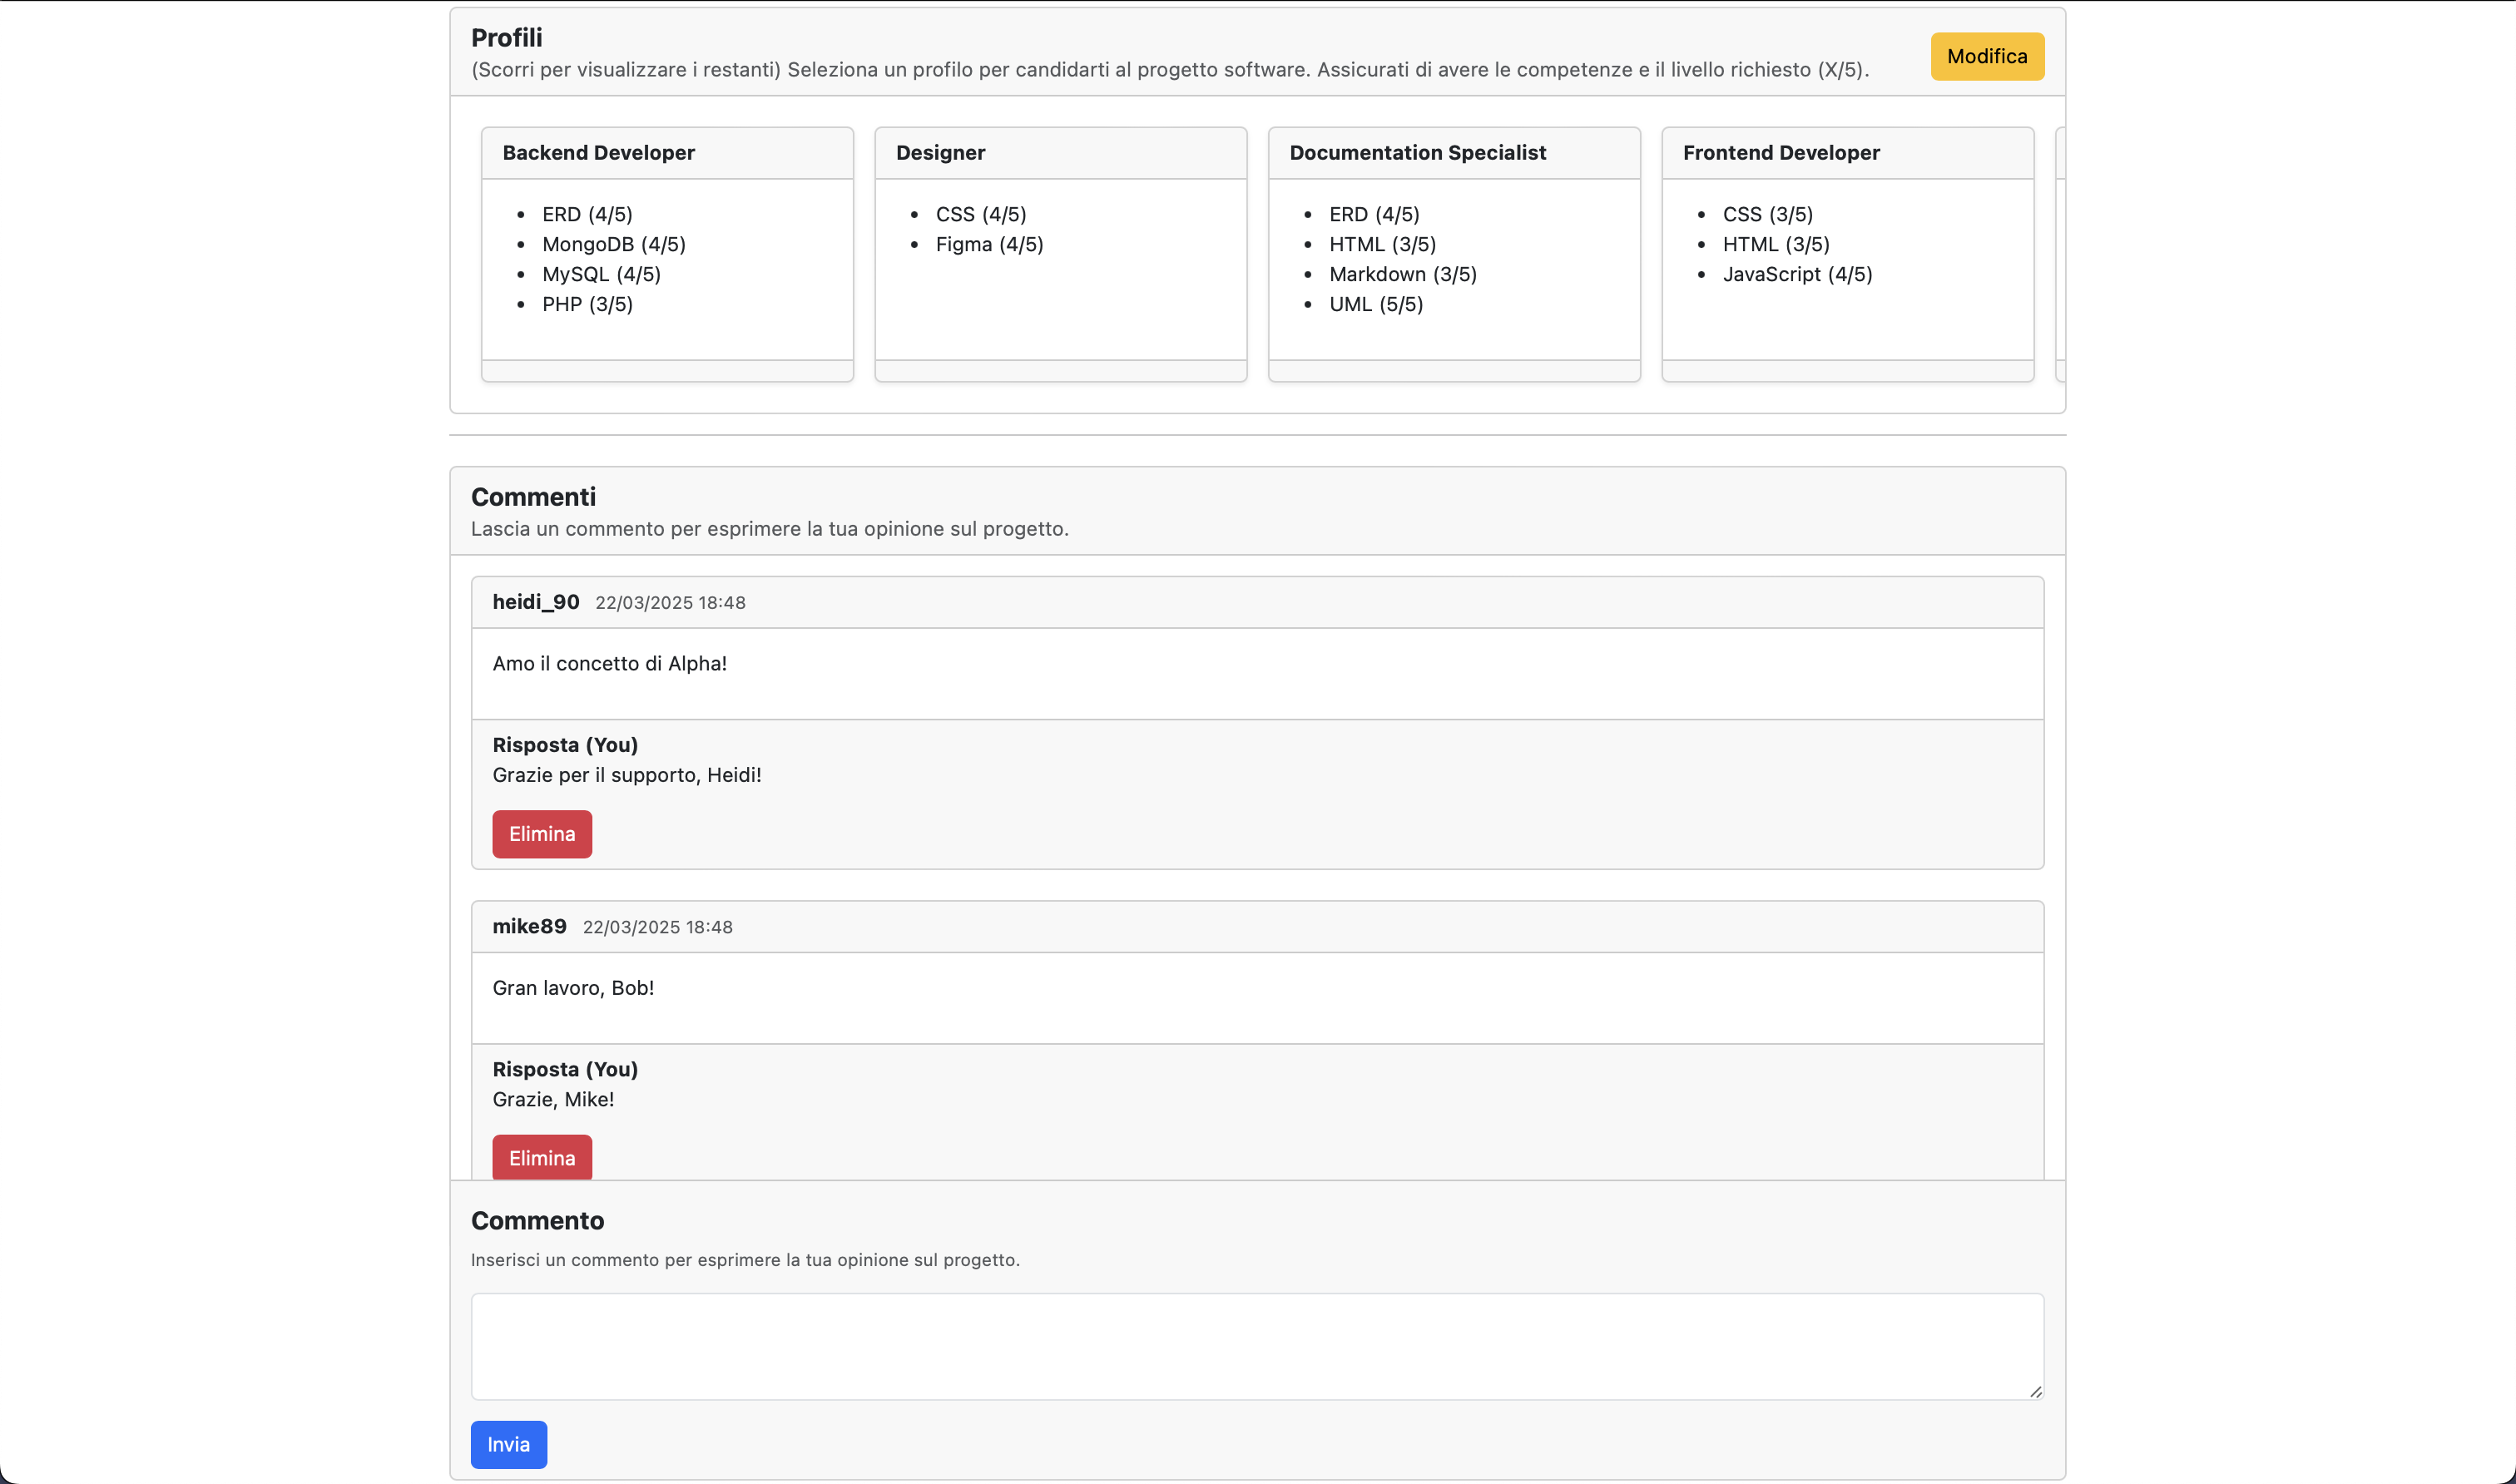 Profili
(Scorri per visualizzare i restanti) Seleziona un profilo per candidarti al progetto software. Assicurati di avere le competenze e il livello richiesto (X/5).
Modifica
Backend Developer
ERD (4/5)
MongoDB (4/5)
MySQL (4/5)
PHP (3/5)
Designer
CSS (4/5)
Figma (4/5)
Documentation Specialist
ERD (4/5)
HTML (3/5)
Markdown (3/5)
UML (5/5)
Frontend Developer
CSS (3/5)
HTML (3/5)
JavaScript (4/5)
Commenti
Lascia un commento per esprimere la tua opinione sul progetto.
heidi_90 22/03/2025 18:48
Amo il concetto di Alpha!
Risposta (You)
Grazie per il supporto, Heidi!
Elimina
mike89 22/03/2025 18:48
Gran lavoro, Bob!
Risposta (You)
Grazie, Mike!
Elimina
Commento
Inserisci un commento per esprimere la tua opinione sul progetto.
Invia